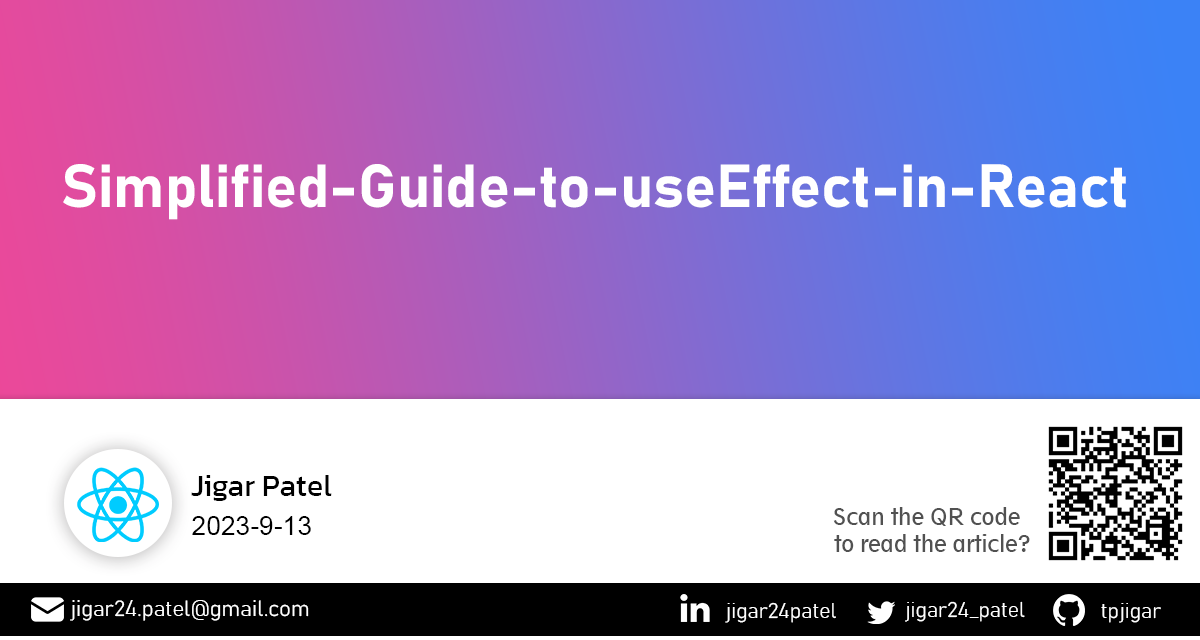 Simplified-Guide-to-useEffect-in-React
Jigar Patel
2023-9-13
Scan the QR code
to read the article?
jigar24.patel@gmail.com
in jigar24patel
jigar24_patel
tpjigar